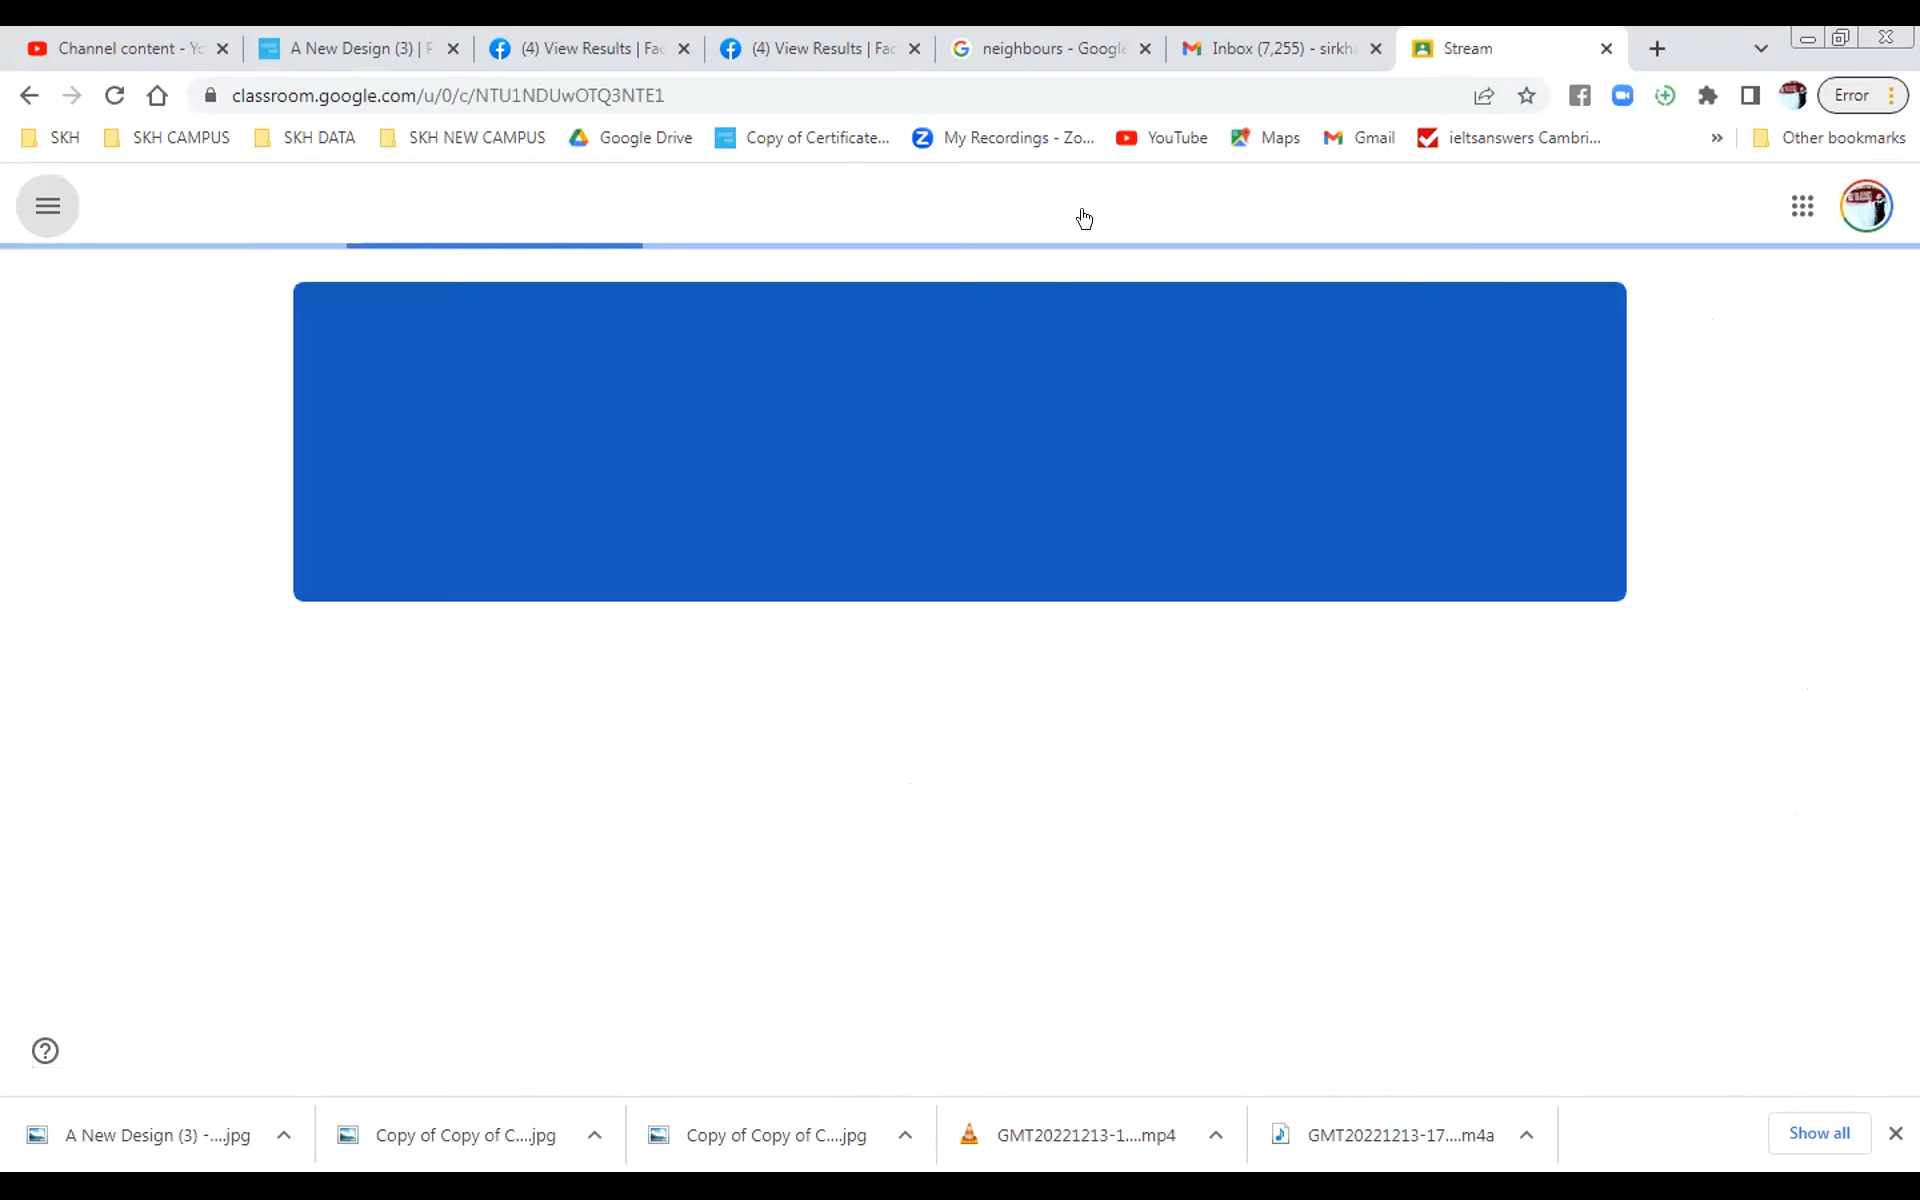 Channel content - Yo
A New Design (3) | F
(4) View Results | Fac
(4) View Results | Fac
neighbours - Google
Inbox (7,255) - sirkha
Stream
classroom.google.com/u/0/c/NTU1NDUwOTQ3NTE1
Error
SKH
SKH CAMPUS
SKH DATA
SKH NEW CAMPUS
Google Drive
Copy of Certificate...
My Recordings - Zo...
YouTube
Maps
Gmail
ieltsanswers Cambri...
»
Other bookmarks
A New Design (3) -....jpg
Copy of Copy of C....jpg
Copy of Copy of C....jpg
GMT20221213-1....mp4
GMT20221213-17....m4a
Show all